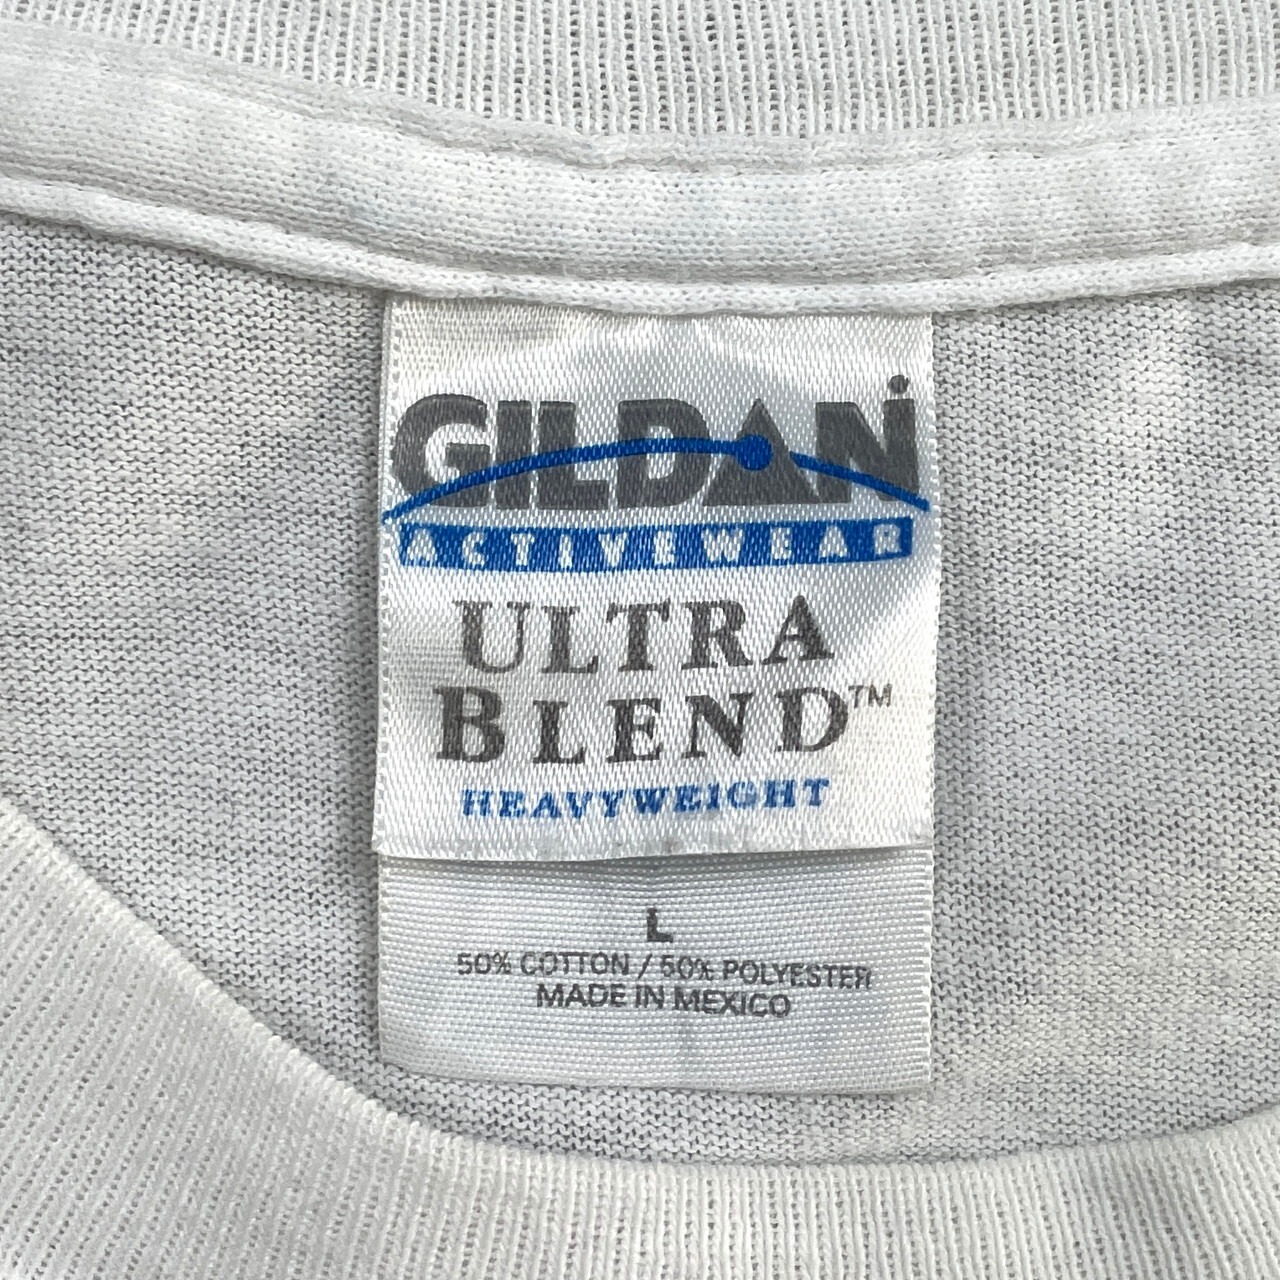 GILDAN
ACTIVEWEAR
ULTRA
BLEND™
HEAVYWEIGHT
L
50% COTTON / 50% POLYESTER
MADE IN MEXICO